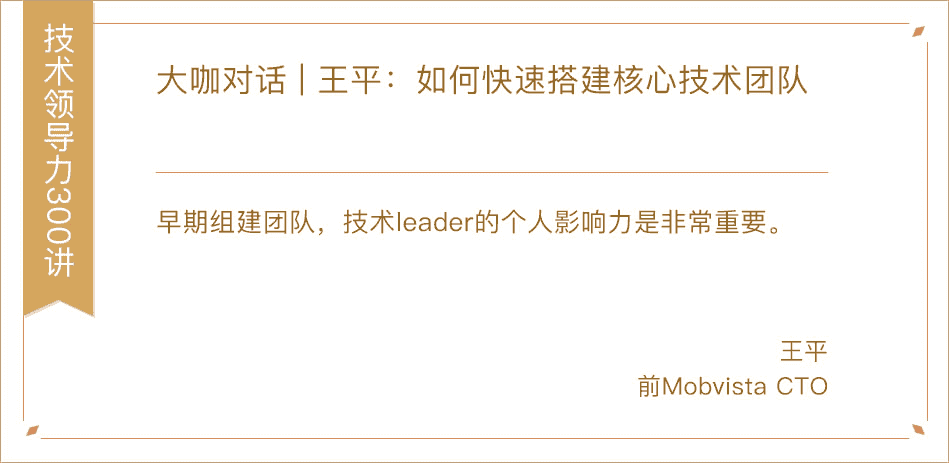 技术领导力300讲
大咖对话 | 王平：如何快速搭建核心技术团队
早期组建团队，技术leader的个人影响力是非常重要。
王平
前Mobvista CTO